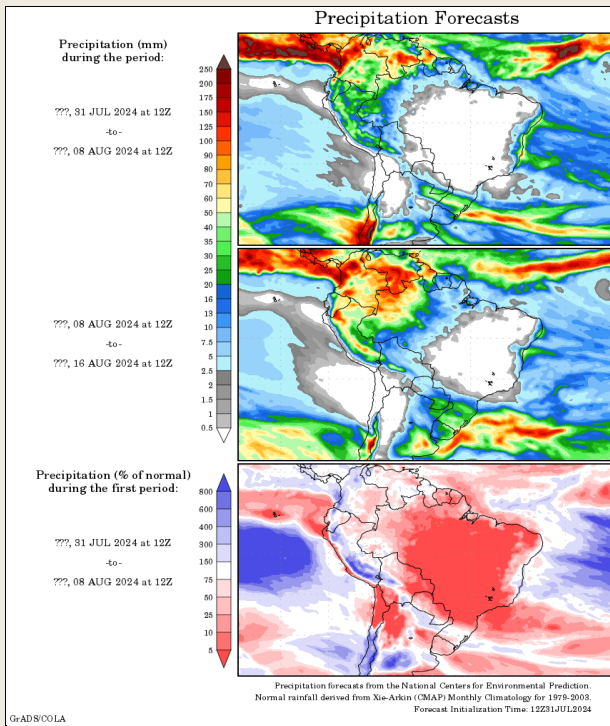 Precipitation Forecasts
Precipitation (mm)
during the period:
???, 31 JUL 2024 at 12Z
-to-
???, 08 AUG 2024 at 12Z
250
200
175
150
125
100
90
80
70
60
50
40
35
30
25
20
16
13
10
7.5
5
2.5
2
1.5
1
0.5
???, 08 AUG 2024 at 12Z
-to-
???, 16 AUG 2024 at 12Z
Precipitation (% of normal)
during the first period:
???, 31 JUL 2024 at 12Z
-to-
???, 08 AUG 2024 at 12Z
800
600
400
300
150
75
50
25
10
5
Precipitation forecasts from the National Centers for Environmental Prediction.
Normal rainfall derived from Xie-Arkin (CMAP) Monthly Climatology for 1979-2003.
Forecast Initialization Time: 12Z31JUL2024
GrADS/COLA